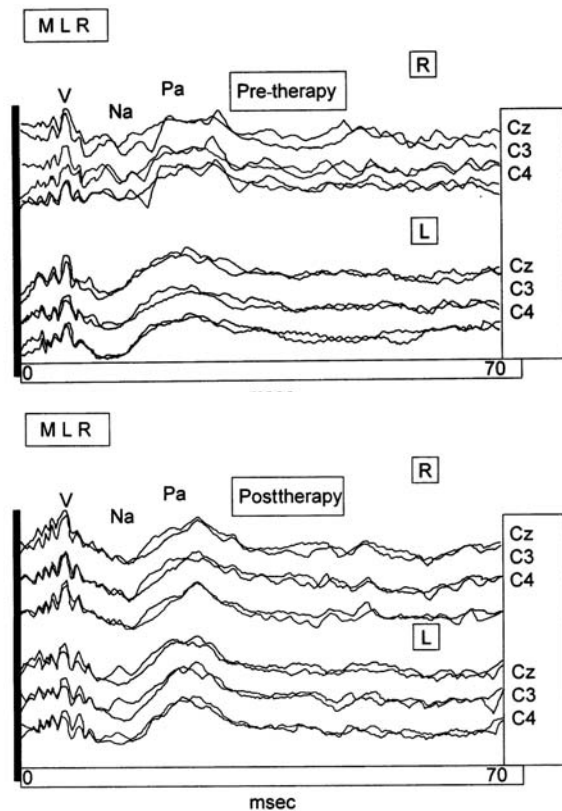 MLR
R
V Na Pa Pre-therapy
Cz
C3
C4
L
Cz
C3
C4
0 70
MLR
R
V Na Pa Posttherapy
Cz
C3
C4
L
Cz
C3
C4
0 70
msec